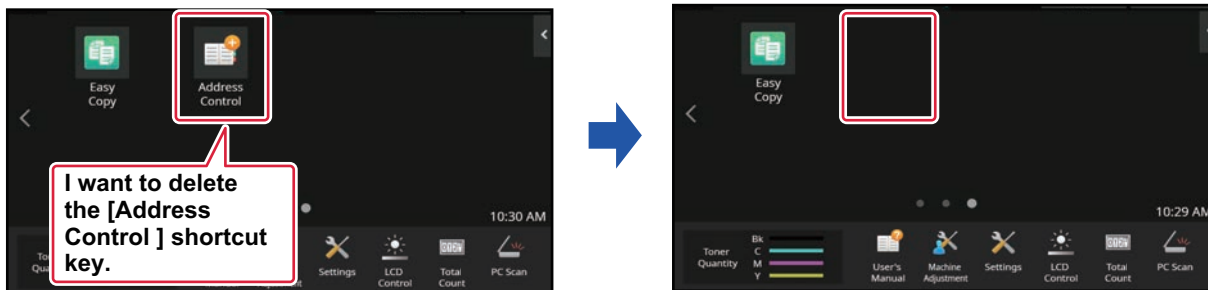 Easy
Copy
Address
Control
I want to delete
the [Address
Control ] shortcut
key.
10:30 AM
Settings
LCD
Control
Total
Count
PC Scan
Easy
Copy
10:29 AM
Toner
Quantity
Bk
C
M
Y
User's
Manual
Machine
Adjustment
Settings
LCD
Control
Total
Count
PC Scan